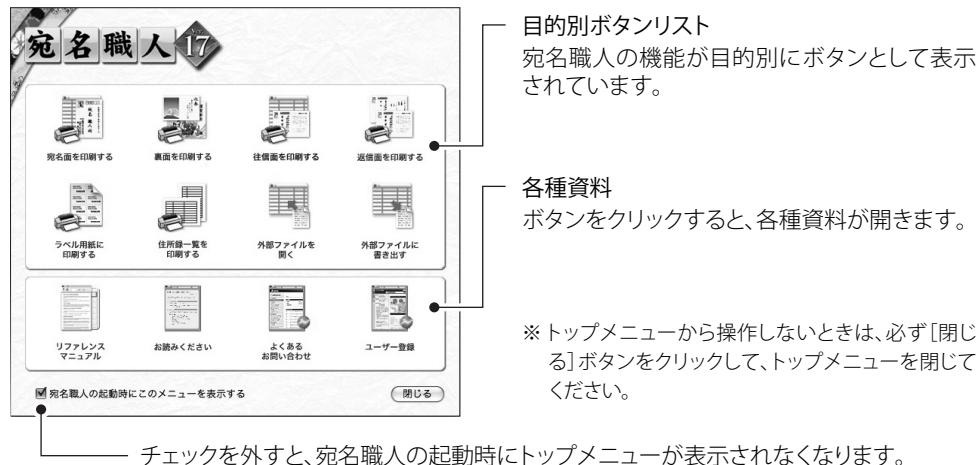 宛名職人 Ver. 17
宛名面を印刷する
裏面を印刷する
往信面を印刷する
返信面を印刷する
ラベル用紙に
印刷する
住所録一覧を
印刷する
外部ファイルを
開く
外部ファイルに
書き出す
リファレンス
マニュアル
お読みください
よくある
お問い合わせ
ユーザー登録
宛名職人の起動時にこのメニューを表示する
閉じる
目的別ボタンリスト
宛名職人の機能が目的別にボタンとして表示
されています。
各種資料
ボタンをクリックすると、各種資料が開きます。
※トップメニューから操作しないときは、必ず［閉じ
る］ボタンをクリックして、トップメニューを閉じて
ください。
チェックを外すと、宛名職人の起動時にトップメニューが表示されなくなります。